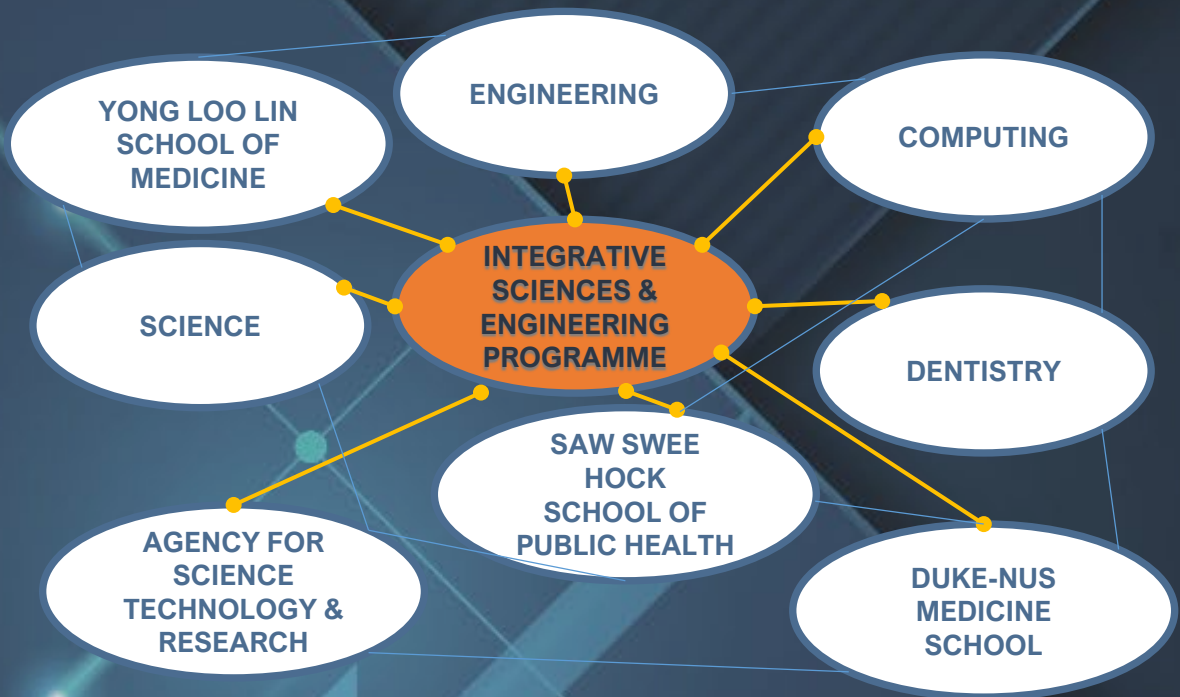 ENGINEERING
YONG LOO LIN
SCHOOL OF
MEDICINE
COMPUTING
INTEGRATIVE
SCIENCES &
ENGINEERING
PROGRAMME
SCIENCE
DENTISTRY
SAW SWEE
HOCK
SCHOOL OF
PUBLIC HEALTH
AGENCY FOR
SCIENCE
TECHNOLOGY &
RESEARCH
DUKE-NUS
MEDICINE
SCHOOL